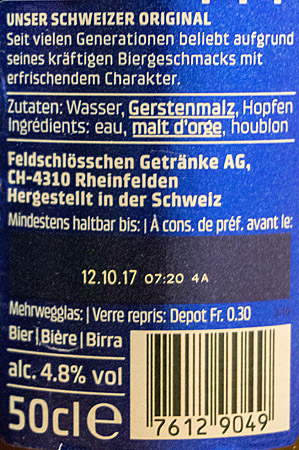 UNSER SCHWEIZER ORIGINAL
Seit vielen Generationen beliebt aufgrund
seines kräftigen Biergeschmacks mit
erfrischendem Charakter.
Zutaten: Wasser, Gerstenmalz, Hopfen
Ingrédients: eau, malt d'orge, houblon
Feldschlösschen Getränke AG,
CH-4310 Rheinfelden
Hergestellt in der Schweiz
Mindestens haltbar bis: | À cons. de préf. avant le:
12.10.17 07:20 4A
Mehrwegglas: | Verre repris: Depot Fr. 0.30
Bier | Bière | Birra
alc. 4.8% vol
50cl e
7612 9049